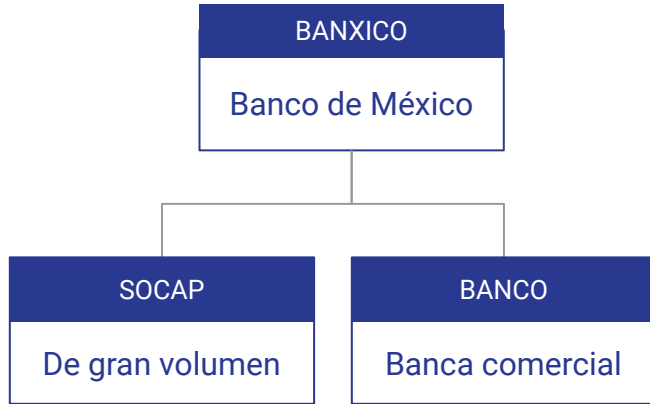 BANXICO
Banco de México
SOCAP
De gran volumen
BANCO
Banca comercial